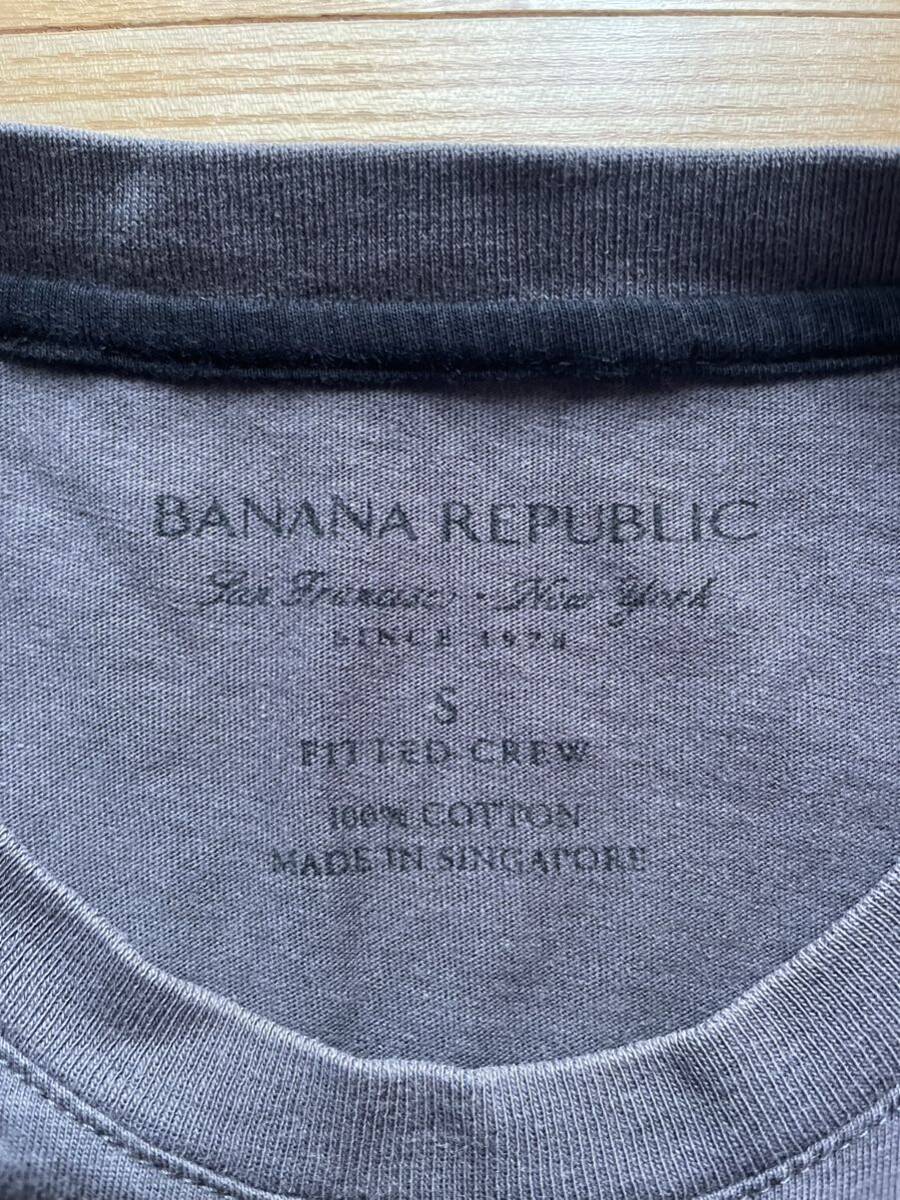 BANANA REPUBLIC
San Francisco · New York
SINCE 1978
S
FITTED CREW
100% COTTON
MADE IN SINGAPORE